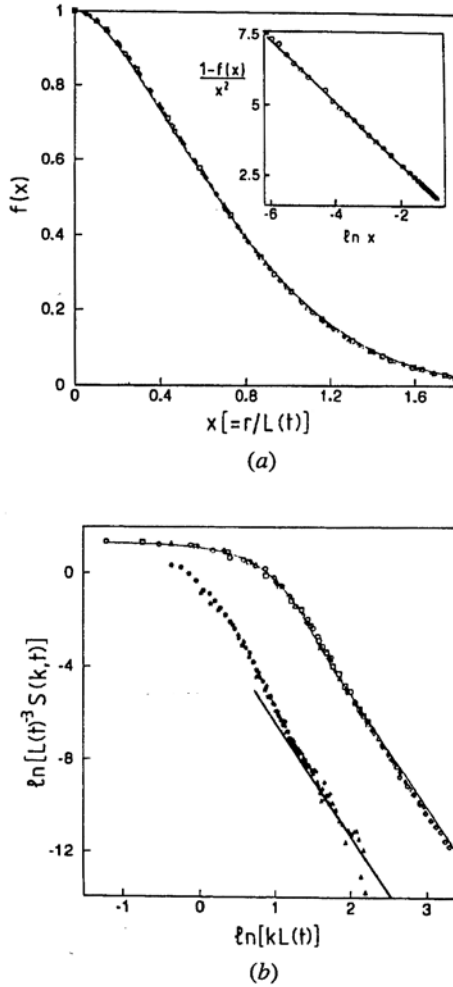 1
0.8
0.6
0.4
0.2
0
f(x)
0
0.4
0.8
1.2
1.6
x[=r/L(t)]
7.5
5
2.5
1-f(x)
x²
-6
-4
-2
ℓn x
(a)
0
-4
-8
-12
ℓn[L(t)⁻³S(k,t)]
-1
0
1
2
3
ℓn[kL(t)]
(b)